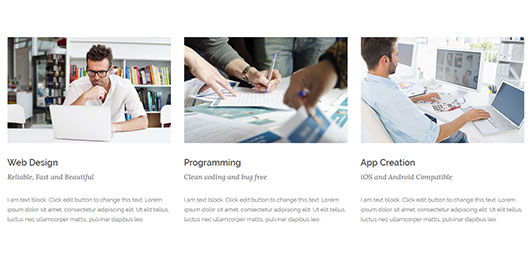 Web Design
Reliable, Fast and Beautiful
I am text block. Click edit button to change this text. Lorem
ipsum dolor sit amet, consectetur adipiscing elit. Ut elit tellus,
luctus nec ullamcorper mattis, pulvinar dapibus leo.
Programming
Clean coding and bug free
I am text block. Click edit button to change this text. Lorem
ipsum dolor sit amet, consectetur adipiscing elit. Ut elit tellus,
luctus nec ullamcorper mattis, pulvinar dapibus leo.
App Creation
iOS and Android Compatible
I am text block. Click edit button to change this text. Lorem
ipsum dolor sit amet, consectetur adipiscing elit. Ut elit tellus,
luctus nec ullamcorper mattis, pulvinar dapibus leo.